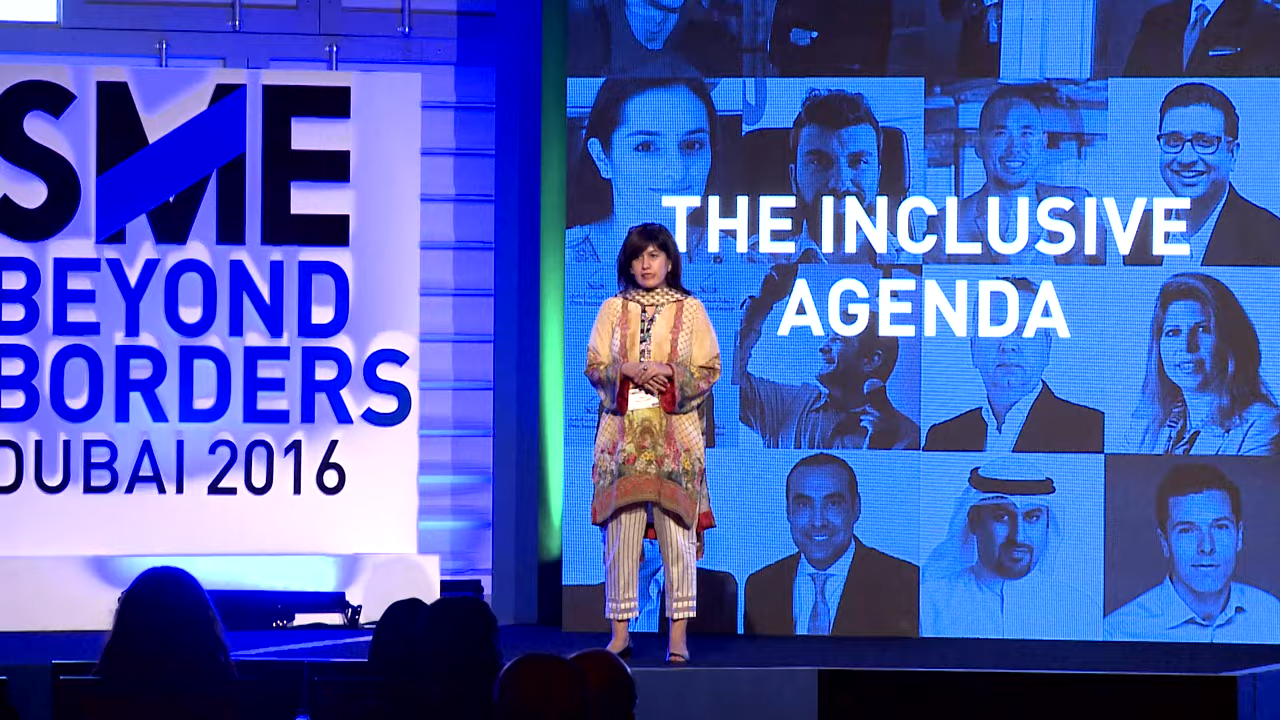 SME
BEYOND
BORDERS
DUBAI 2016
THE INCLUSIVE
AGENDA